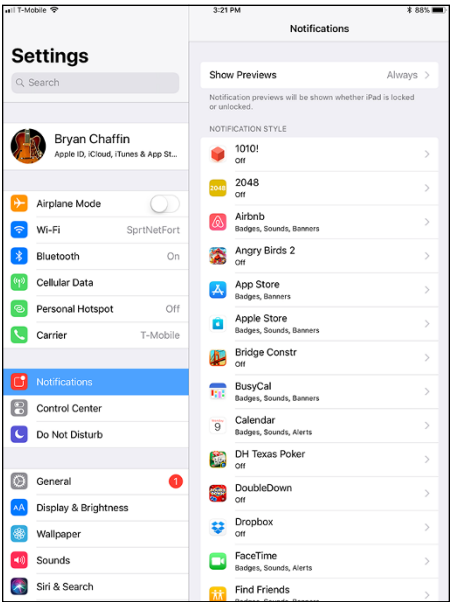 T-Mobile
3:21 PM
88%
Settings
Search
Bryan Chaffin
Apple ID, iCloud, iTunes & App St...
Airplane Mode
Wi-Fi SprtNetFort
Bluetooth On
Cellular Data
Personal Hotspot Off
Carrier T-Mobile
Notifications
Control Center
Do Not Disturb
General 1
Display & Brightness
Wallpaper
Sounds
Siri & Search
Notifications
Show Previews Always
Notification previews will be shown whether iPad is locked
or unlocked.
NOTIFICATION STYLE
1010!
Off
2048
2048
Off
Airbnb
Badges, Sounds, Banners
Angry Birds 2
Off
App Store
Badges, Banners
Apple Store
Badges, Sounds, Banners
Bridge Constr
Off
BusyCal
Badges, Sounds, Banners
9
Calendar
Badges, Sounds, Alerts
DH Texas Poker
Off
DoubleDown
Off
Dropbox
Off
FaceTime
Badges, Sounds, Alerts
Find Friends
Badges, Sounds, Banners